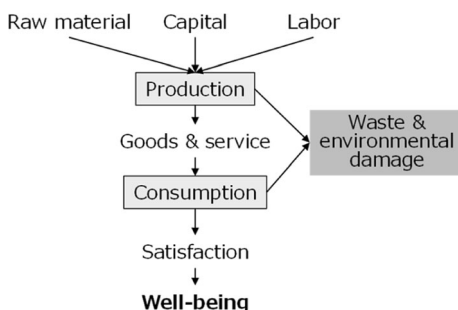 Raw material Capital Labor
Production
Goods & service
Waste &
environmental
damage
Consumption
Satisfaction
Well-being